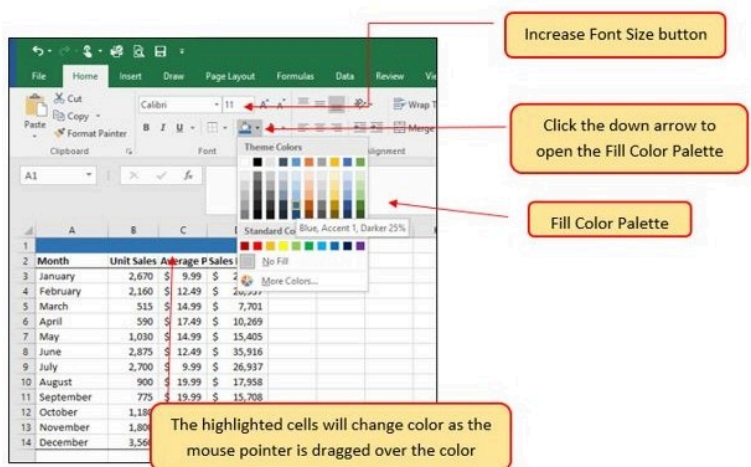 Increase Font Size button
File Home Insert Draw Page Layout Formulas Data Review
Cut
Calibri 11
Wrap
Copy
Paste
Format Painter
B I U
Merge
Click the down arrow to
open the Fill Color Palette
Clipboard Font Alignment
Theme Colors
A1 fx
Fill Color Palette
Blue, Accent 1, Darker 25%
Standard
No Fill
More Colors...
A B C
1
2 Month Unit Sales Average P Sales
3 January 2,670 $ 9.99 $
4 February 2,160 $ 12.49 $
5 March 515 $ 14.99 $ 7,701
6 April 590 $ 17.49 $ 10,269
7 May 1,030 $ 14.99 $ 15,405
8 June 2,875 $ 12.49 $ 35,916
9 July 2,700 $ 9.99 $ 26,937
10 August 900 $ 19.99 $ 17,958
11 September 775 $ 19.99 $ 15,708
12 October
13 November
14 December
The highlighted cells will change color as the
mouse pointer is dragged over the color